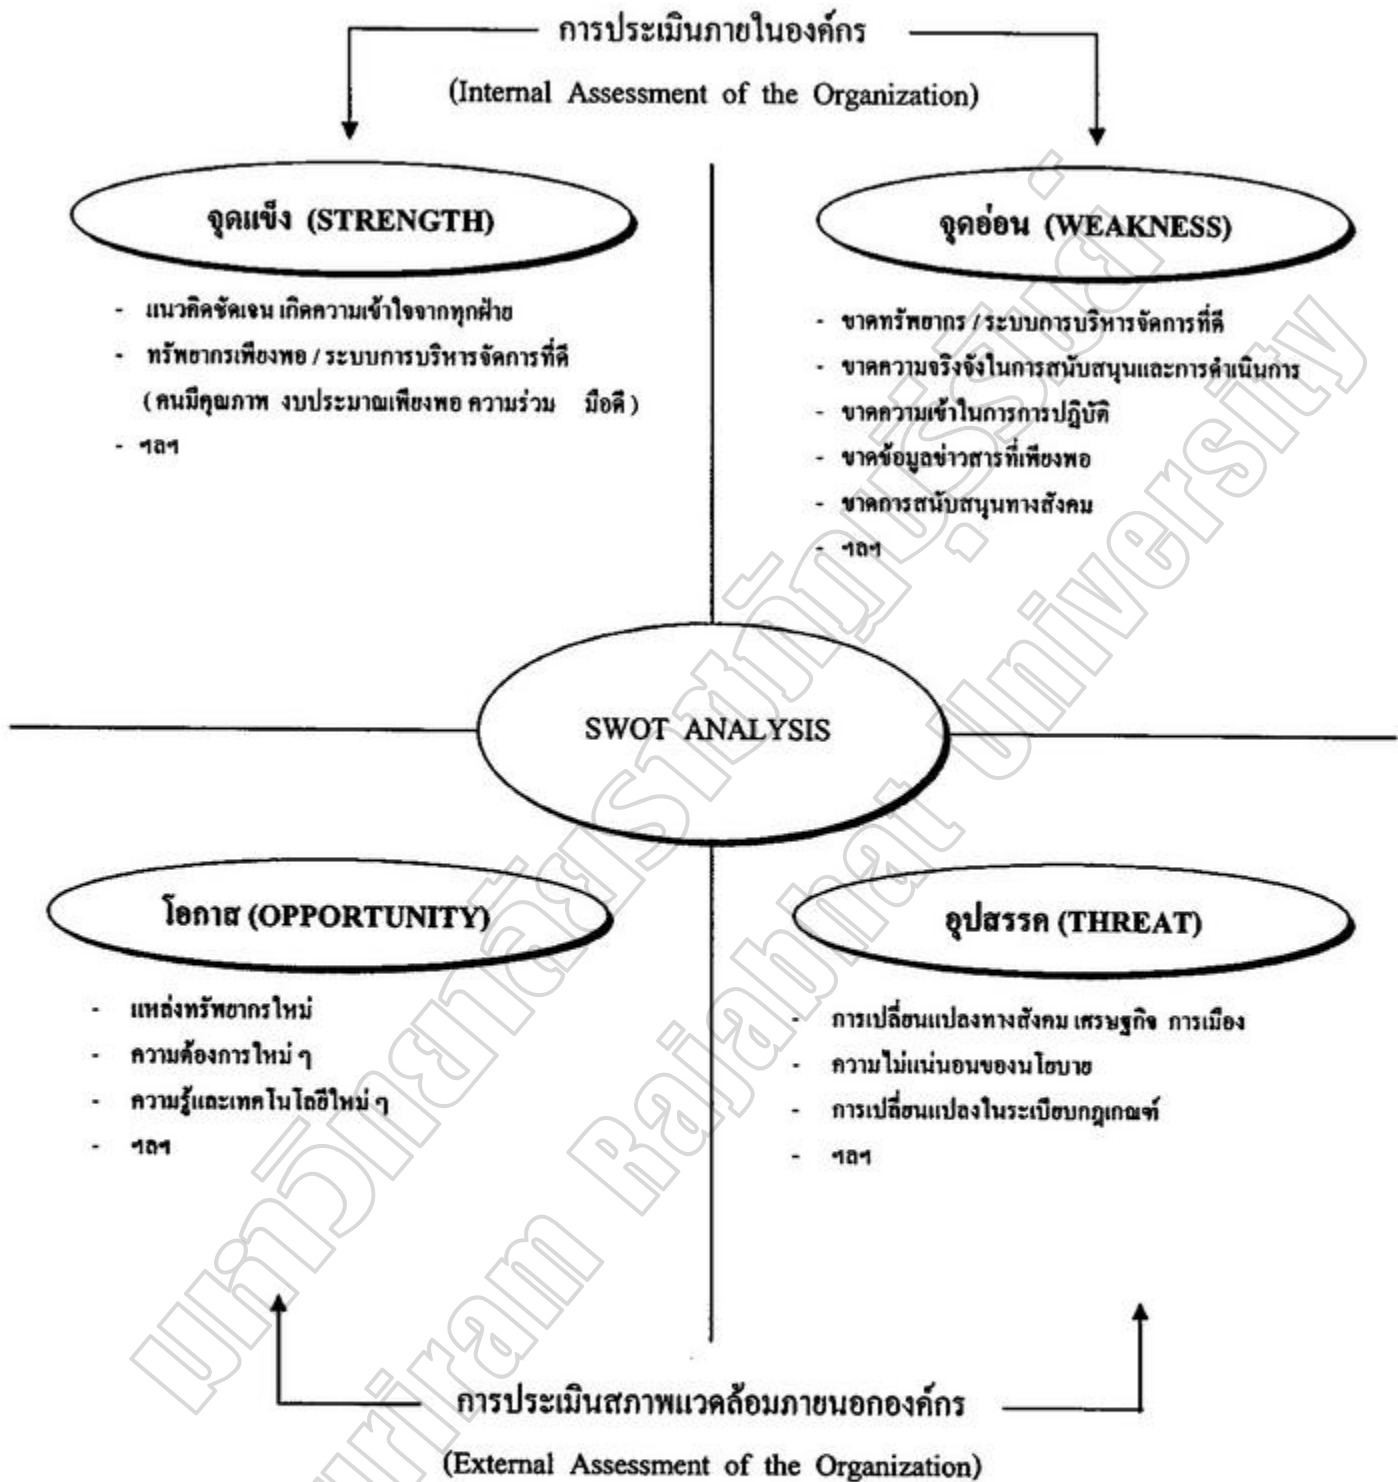 การประเมินภายในองค์กร
(Internal Assessment of the Organization)
จุดแข็ง (STRENGTH)
- แนวคิดชัดเจน เกิดความเข้าใจจากทุกฝ่าย
- ทรัพยากรเพียงพอ / ระบบการบริหารจัดการที่ดี
(คนมีคุณภาพ งบประมาณเพียงพอ ความร่วม มือดี)
- ฯลฯ
จุดอ่อน (WEAKNESS)
- ขาดทรัพยากร / ระบบการบริหารจัดการที่ดี
- ขาดความจริงจังในการสนับสนุนและการดำเนินการ
- ขาดความเข้าในการการปฎิบัติ
- ขาดข้อมูลข่าวสารที่เพียงพอ
- ขาดการสนับสนุนทางสังคม
- ฯลฯ
SWOT ANALYSIS
โอกาส (OPPORTUNITY)
- แหล่งทรัพยากรใหม่
- ความต้องการใหม่ ๆ
- ความรู้และเทคโนโลยีใหม่ ๆ
- ฯลฯ
อุปสรรค (THREAT)
- การเปลี่ยนแปลงทางสังคม เศรษฐกิจ การเมือง
- ความไม่แน่นอนของนโยบาย
- การเปลี่ยนแปลงในระเบียบกฎเกณฑ์
- ฯลฯ
การประเมินสภาพแวดล้อมภายนอกองค์กร
(External Assessment of the Organization)
มหาวิทยาลัยราชภัฏบุรีรัมย์
Buriram Rajabhat University